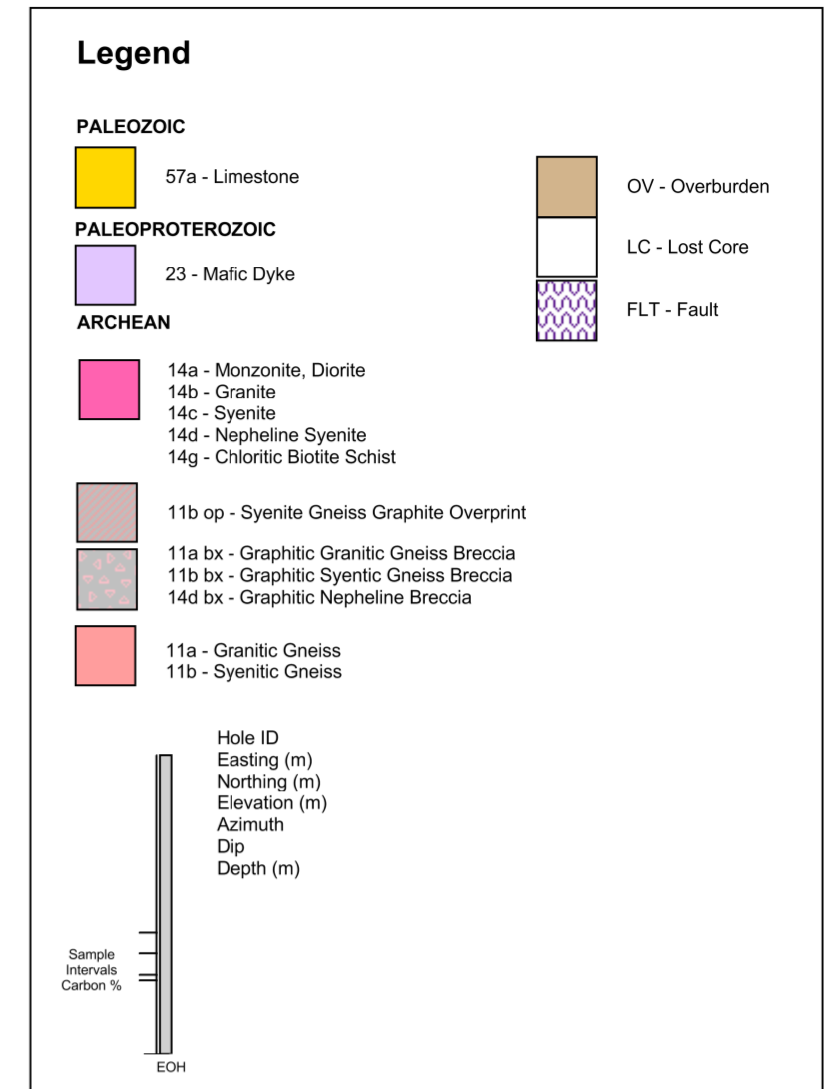 Legend
PALEOZOIC
57a - Limestone
PALEOPROTEROZOIC
23 - Mafic Dyke
ARCHEAN
14a - Monzonite, Diorite
14b - Granite
14c - Syenite
14d - Nepheline Syenite
14g - Chloritic Biotite Schist
11b op - Syenite Gneiss Graphite Overprint
11a bx - Graphitic Granitic Gneiss Breccia
11b bx - Graphitic Syentic Gneiss Breccia
14d bx - Graphitic Nepheline Breccia
11a - Granitic Gneiss
11b - Syenitic Gneiss
OV - Overburden
LC - Lost Core
FLT - Fault
Hole ID
Easting (m)
Northing (m)
Elevation (m)
Azimuth
Dip
Depth (m)
Sample
Intervals
Carbon %
EOH